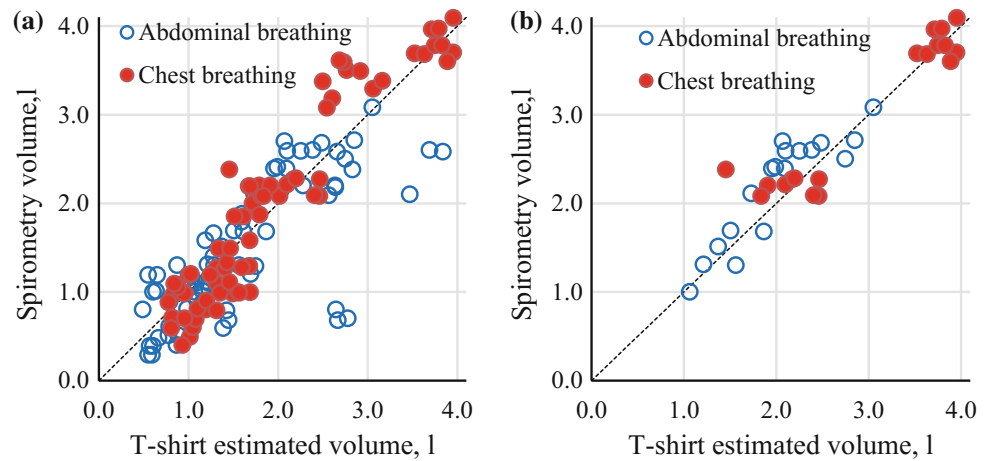 (a)
Abdominal breathing
Chest breathing
Spirometry volume,l
4.0
3.0
2.0
1.0
0.0
0.0 1.0 2.0 3.0 4.0
T-shirt estimated volume, l
(b)
Abdominal breathing
Chest breathing
Spirometry volume,l
4.0
3.0
2.0
1.0
0.0
0.0 1.0 2.0 3.0 4.0
T-shirt estimated volume, l